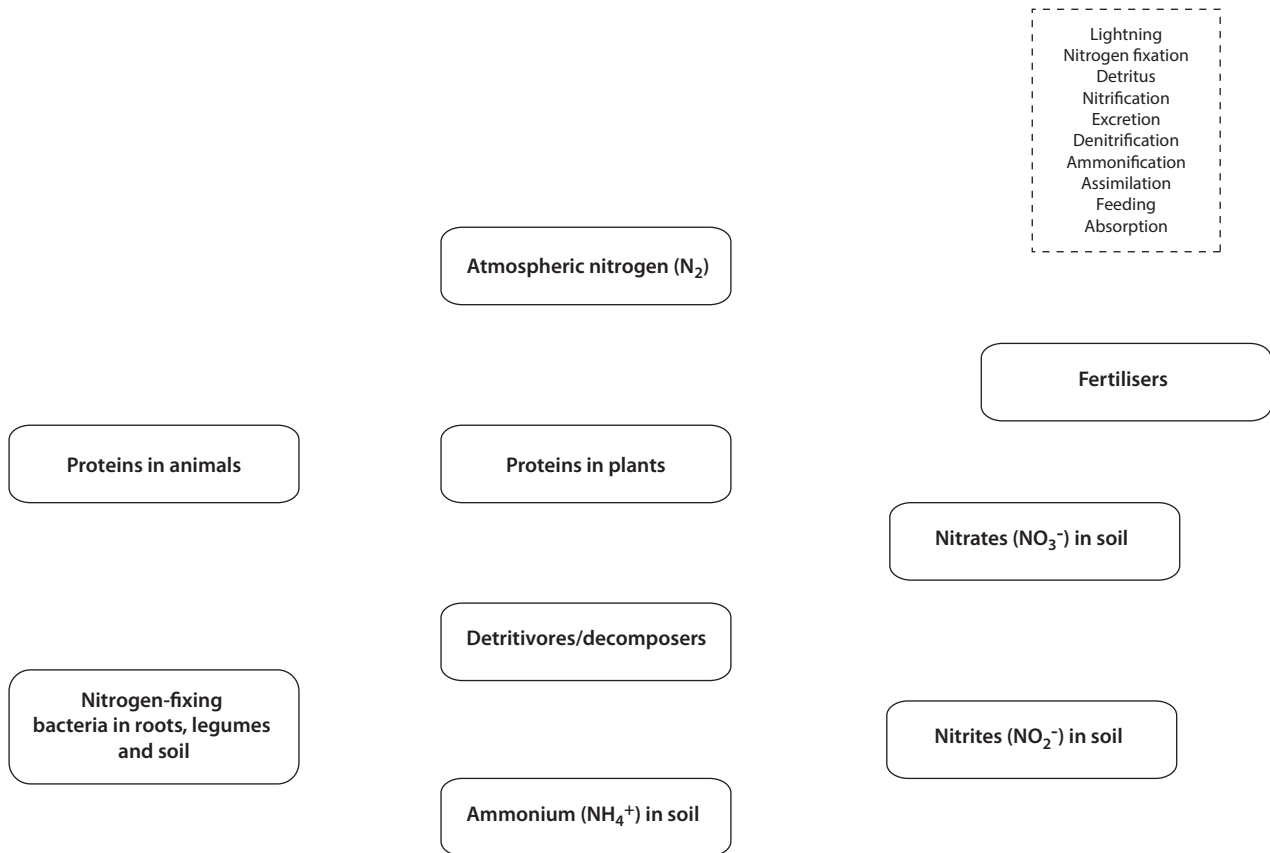 Lightning
Nitrogen fixation
Detritus
Nitrification
Excretion
Denitrification
Ammonification
Assimilation
Feeding
Absorption
Atmospheric nitrogen (N₂)
Fertilisers
Proteins in animals
Proteins in plants
Nitrates (NO₃⁻) in soil
Detritivores/decomposers
Nitrogen-fixing
bacteria in roots, legumes
and soil
Nitrites (NO₂⁻) in soil
Ammonium (NH₄⁺) in soil